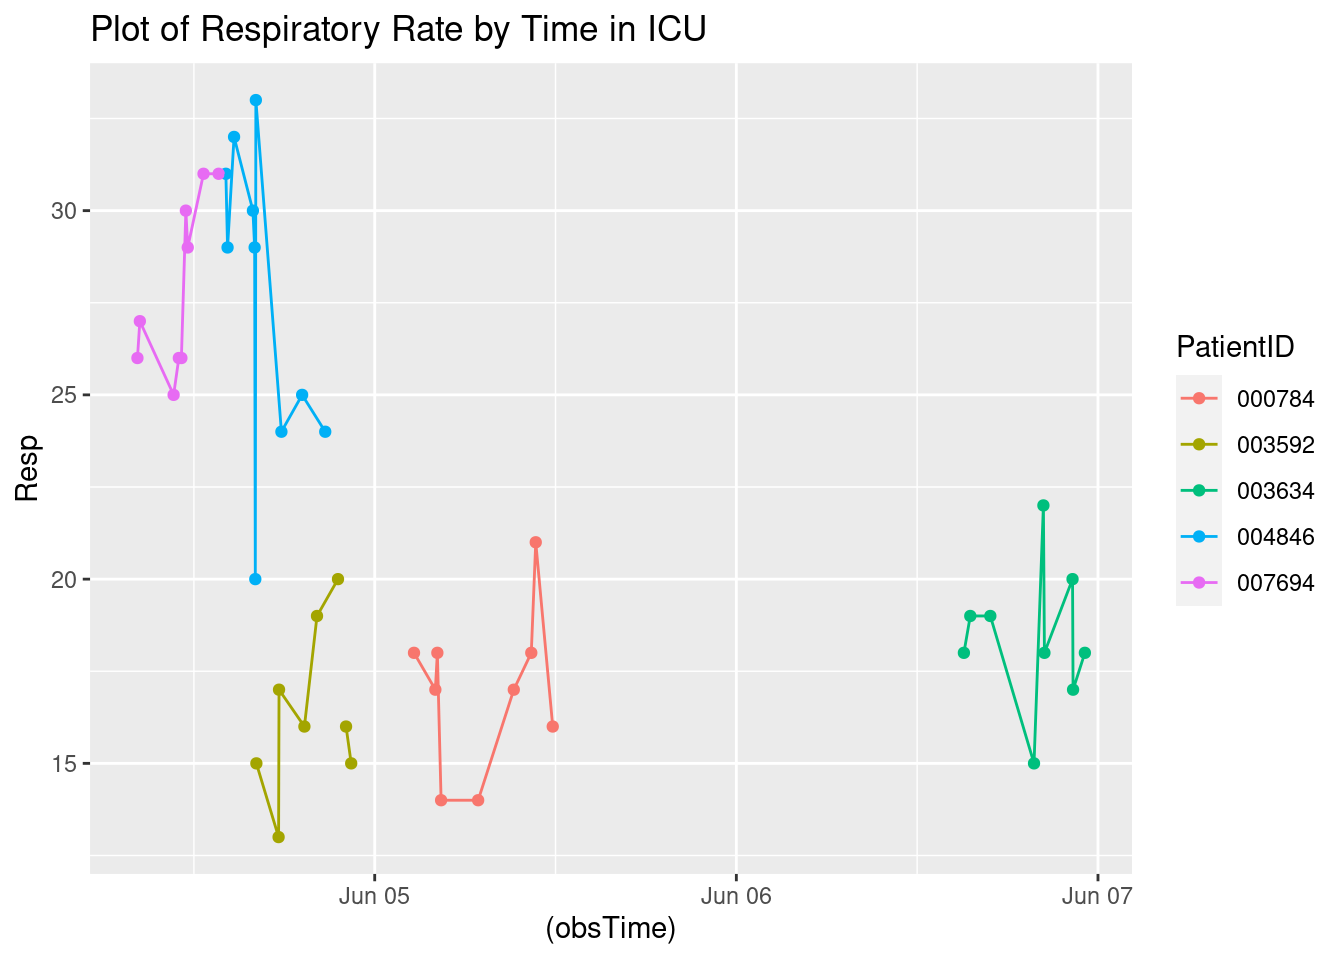 Plot of Respiratory Rate by Time in ICU
30
25
20
15
Resp
Jun 05
Jun 06
Jun 07
(obsTime)
PatientID
000784
003592
003634
004846
007694